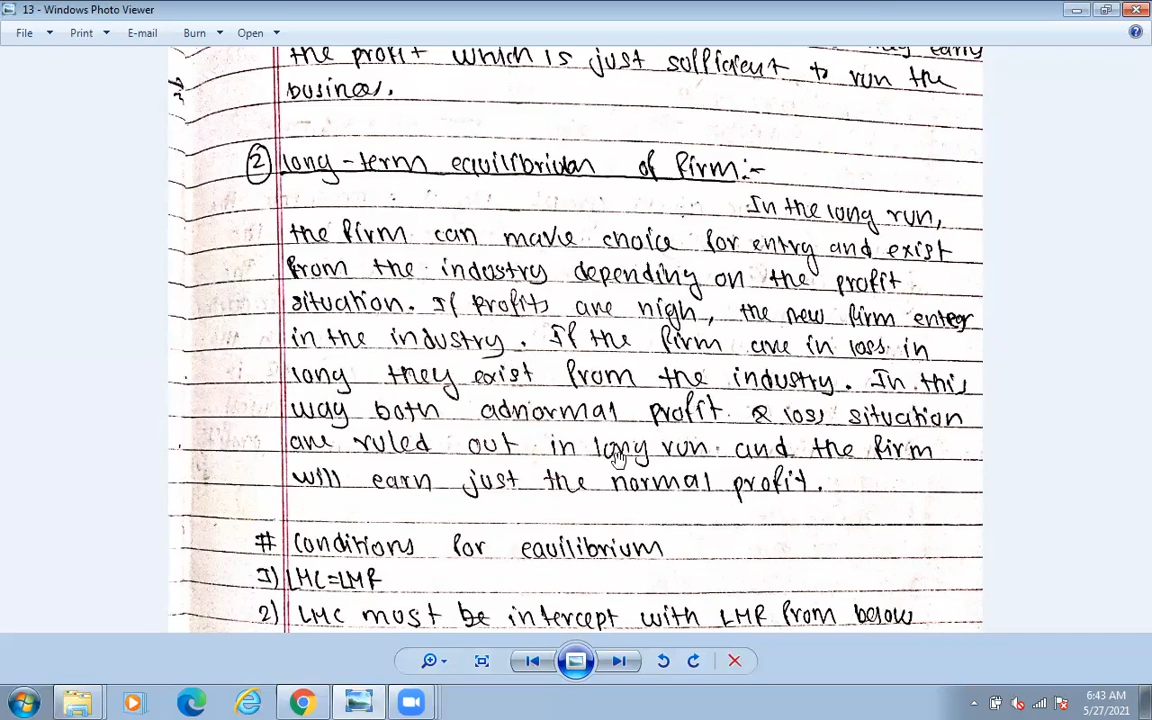 13 - Windows Photo Viewer
File Print E-mail Burn Open
the profit which is just sufficient to run the
busines.
2 long-term equilibrium of firm:-
In the long run,
the firm can make choice for entry and exist
from the industry depending on the profit
situation. If profits are high, the new firm enter
in the industry. If the firm are in loss in
long they exist from the industry. In this
way both adnormal profit & loss situation
are ruled out in long run and the firm
will earn just the normal profit.
# Conditions for equilibrium
1) LMC=LMR
2) LMC must be intercept with LMR from below
6:43 AM
5/27/2021